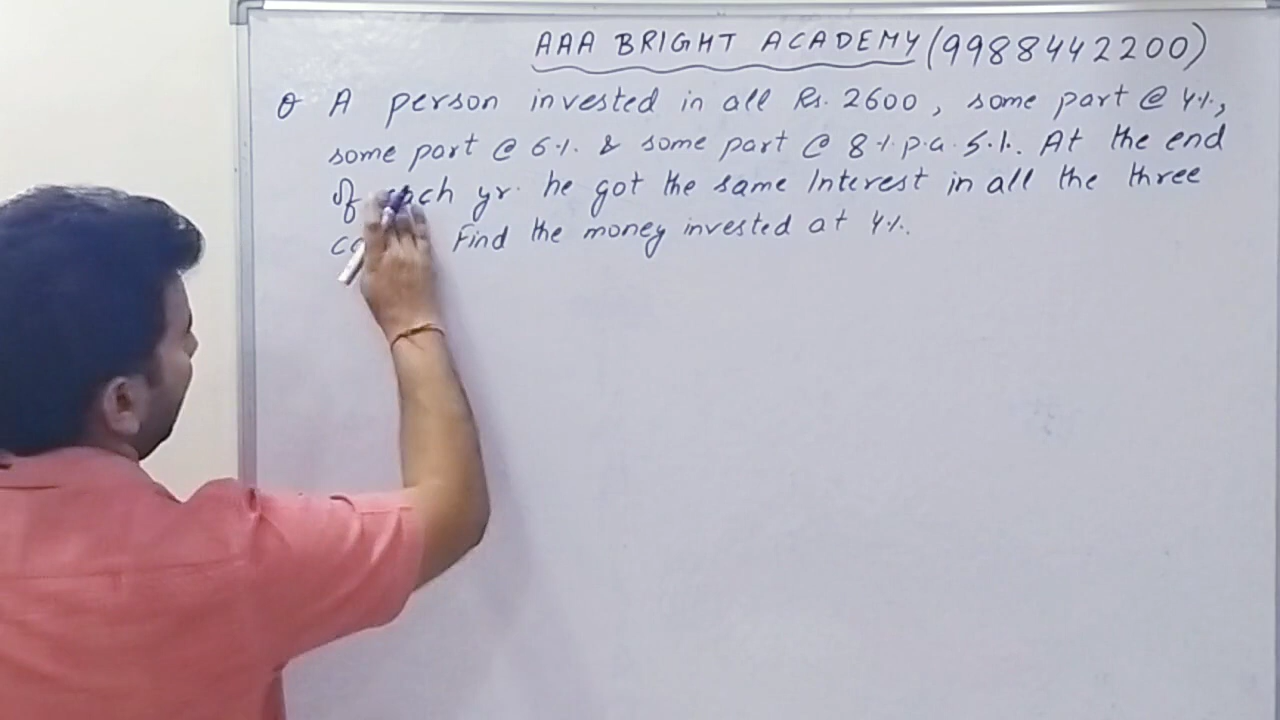 AAA BRIGHT ACADEMY (9988442200)
Q A person invested in all Rs. 2600, some part @ 4%,
some part @ 6% & some part @ 8% p.a. S.I. At the end
of each yr. he got the same Interest in all the three
Find the money invested at 4%.